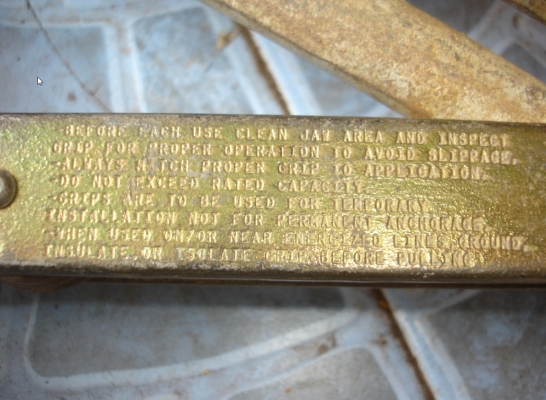 -BEFORE EACH USE CLEAN JAW AREA AND INSPECT
GRIP FOR PROPER OPERATION TO AVOID SLIPPAGE.
-ALWAYS MATCH PROPER GRIP TO APPLICATION.
-DO NOT EXCEED RATED CAPACITY.
-GRIPS ARE TO BE USED FOR TEMPORARY
INSTALLATION NOT FOR PERMANENT ANCHORAGE.
-WHEN USED ON/OR NEAR ENERGIZED LINES, GROUND,
INSULATE OR ISOLATE GRIP BEFORE PULLING